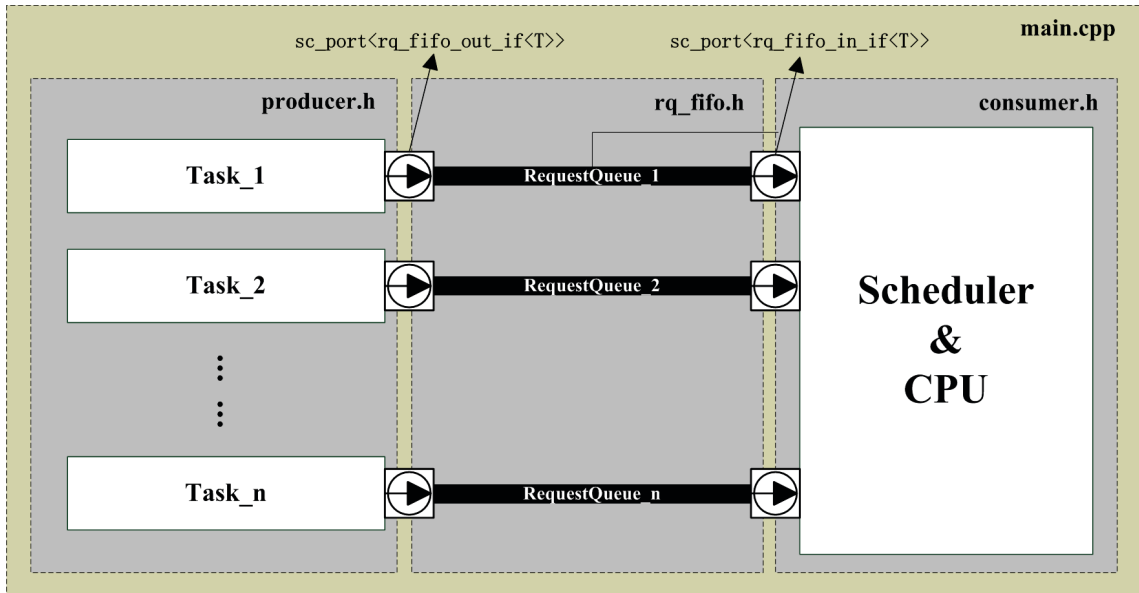 main.cpp
sc_port<rq_fifo_out_if<T>>
sc_port<rq_fifo_in_if<T>>
producer.h
rq_fifo.h
consumer.h
Task_1
RequestQueue_1
Task_2
RequestQueue_2
Scheduler
&
CPU
Task_n
RequestQueue_n